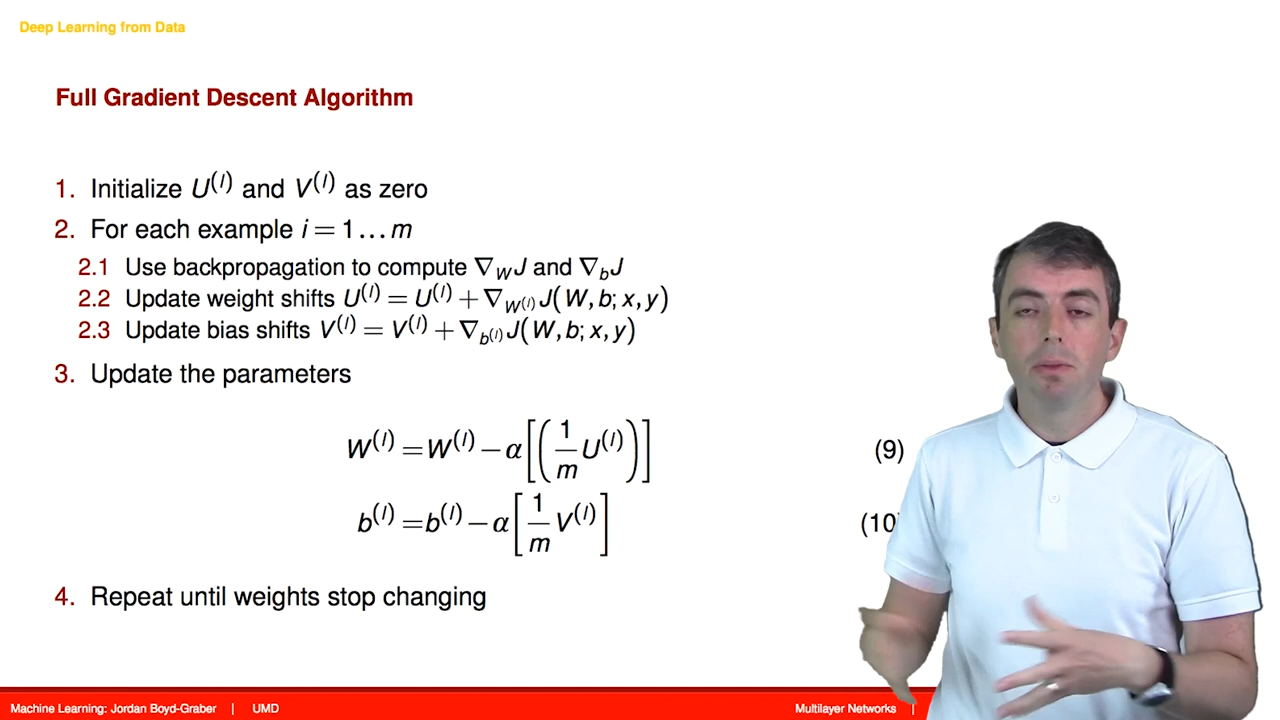 Deep Learning from Data
Full Gradient Descent Algorithm
1. Initialize U^(l) and V^(l) as zero
2. For each example i = 1…m
2.1 Use backpropagation to compute ∇_W J and ∇_b J
2.2 Update weight shifts U^(l) = U^(l) + ∇_{W^(l)} J(W, b; x, y)
2.3 Update bias shifts V^(l) = V^(l) + ∇_{b^(l)} J(W, b; x, y)
3. Update the parameters
W^(l) = W^(l) − α[(1/m U^(l))] (9)
b^(l) = b^(l) − α[1/m V^(l)] (10)
4. Repeat until weights stop changing
Machine Learning: Jordan Boyd-Graber | UMD Multilayer Networks |